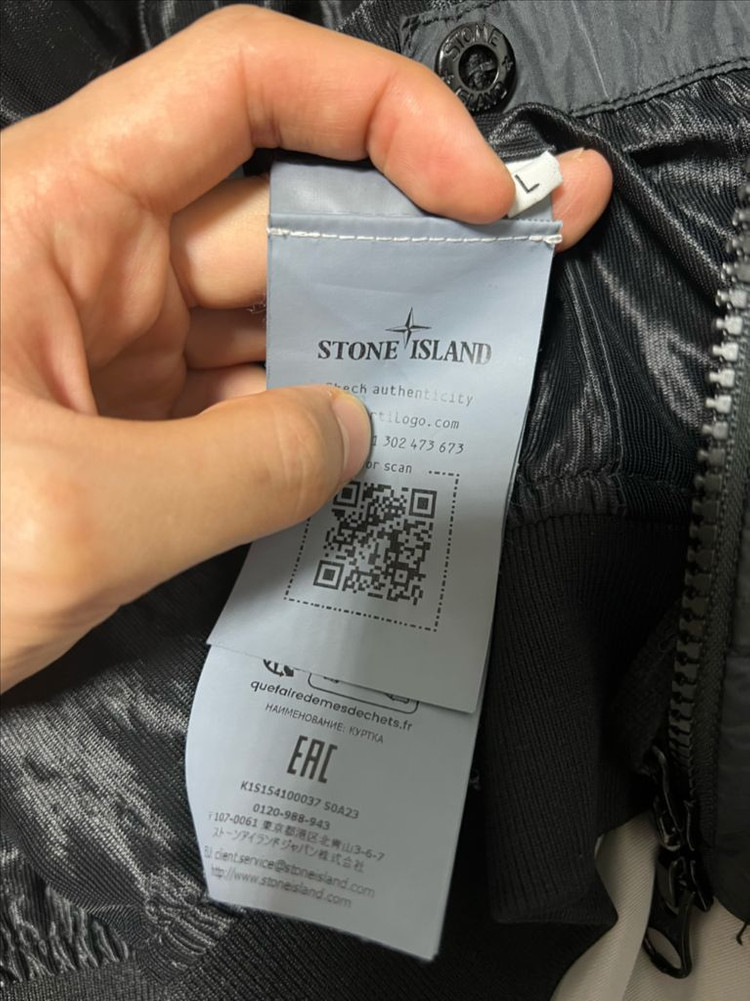 STONE
L
STONE ISLAND
Check authenticity
rtilogo.com
1 302 473 673
or scan
quefairedemesdechets.fr
НАИМЕНОВАНИЕ: КУРТКА
EAC
K1S154100037 S0A23
0120-988-943
〒107-0061 東京都港区北青山3-6-7
ストーンアイランドジャパン株式会社
client.service@stoneisland.com
http://www.stoneisland.com